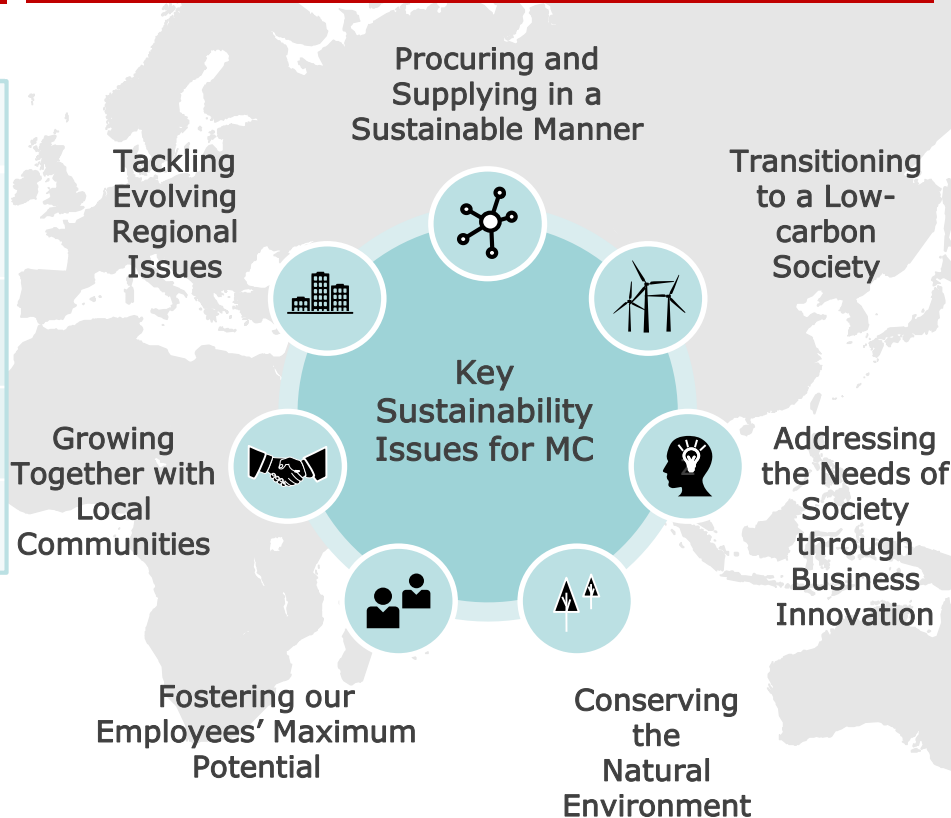 Procuring and
Supplying in a
Sustainable Manner
Tackling
Evolving
Regional
Issues
Transitioning
to a Low-
carbon
Society
Key
Sustainability
Issues for MC
Growing
Together with
Local
Communities
Addressing
the Needs of
Society
through
Business
Innovation
Fostering our
Employees’ Maximum
Potential
Conserving
the
Natural
Environment